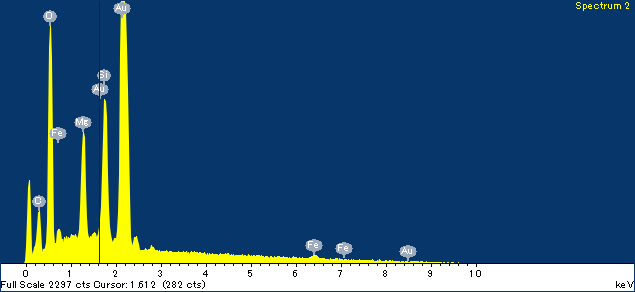 Spectrum 2
Au
O
Si
Au
Mg
Fe
Fe
Fe
Au
0 1 2 3 4 5 6 7 8 9 10
Full Scale 2297 cts Cursor: 1.612 (282 cts)
keV